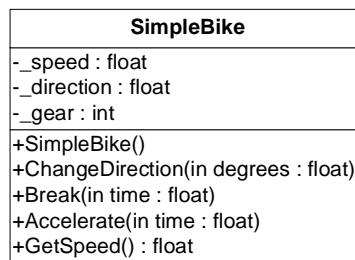 SimpleBike
-_speed : float
-_direction : float
-_gear : int
+SimpleBike()
+ChangeDirection(in degrees : float)
+Break(in time : float)
+Accelerate(in time : float)
+GetSpeed() : float